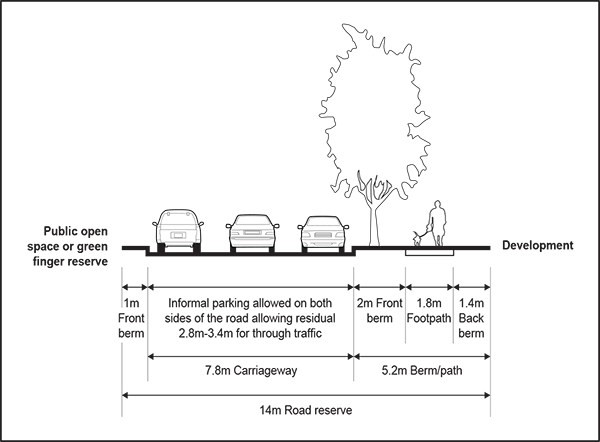 Public open
space or green
finger reserve
Development
1m
Front
berm
Informal parking allowed on both
sides of the road allowing residual
2.8m-3.4m for through traffic
2m Front
berm
1.8m
Footpath
1.4m
Back
berm
7.8m Carriageway
5.2m Berm/path
14m Road reserve